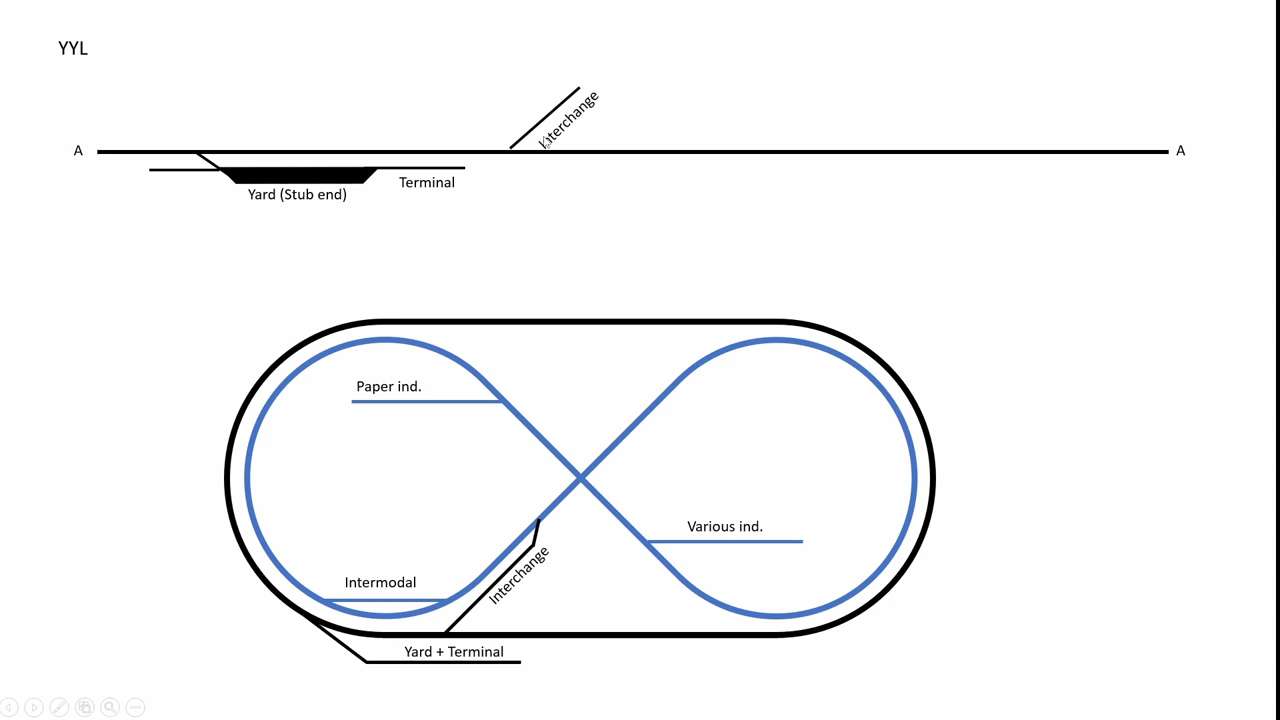 YYL
Interchange
A
A
Terminal
Yard (Stub end)
Paper ind.
Various ind.
Interchange
Intermodal
Yard + Terminal